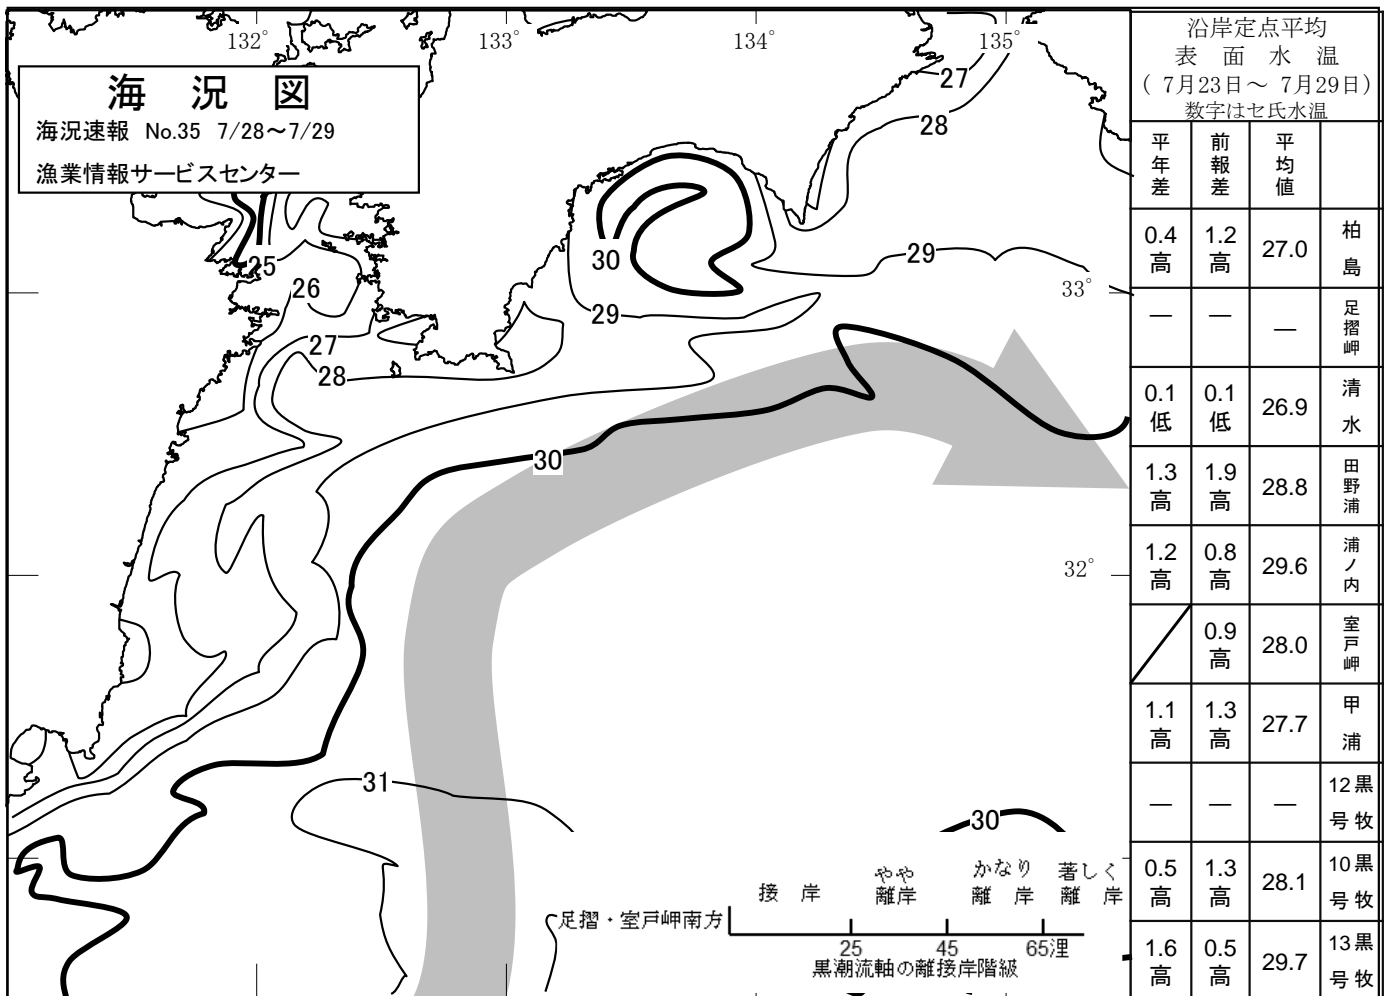 海 況 図
海況速報 No.35 7/28～7/29
漁業情報サービスセンター
132°
133°
134°
135°
27
28
29
30
29
25
26
27
28
33°
30
32°
31
30
接 岸
やや
離岸
かなり
離 岸
著しく
離 岸
足摺・室戸岬南方
25 45 65浬
黒潮流軸の離接岸階級
沿岸定点平均
表 面 水 温
( 7月23日～ 7月29日)
数字はセ氏水温
平年差 前報差 平均値
0.4高 1.2高 27.0 柏島
— — — 足摺岬
0.1低 0.1低 26.9 清水
1.3高 1.9高 28.8 田野浦
1.2高 0.8高 29.6 浦ノ内
0.9高 28.0 室戸岬
1.1高 1.3高 27.7 甲浦
— — — 12号 黒牧
0.5高 1.3高 28.1 10号 黒牧
1.6高 0.5高 29.7 13号 黒牧